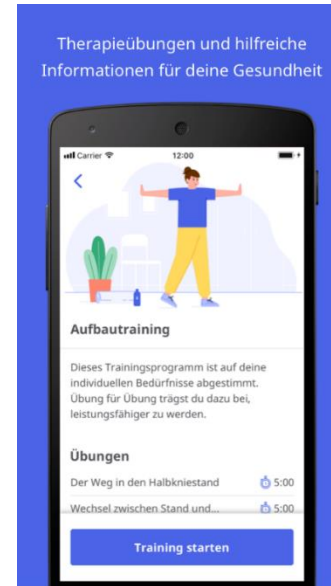 Therapieübungen und hilfreiche
Informationen für deine Gesundheit
Carrier 12:00
Aufbautraining
Dieses Trainingsprogramm ist auf deine
individuellen Bedürfnisse abgestimmt.
Übung für Übung trägst du dazu bei,
leistungsfähiger zu werden.
Übungen
Der Weg in den Halbkniestand 5:00
Wechsel zwischen Stand und... 5:00
Training starten